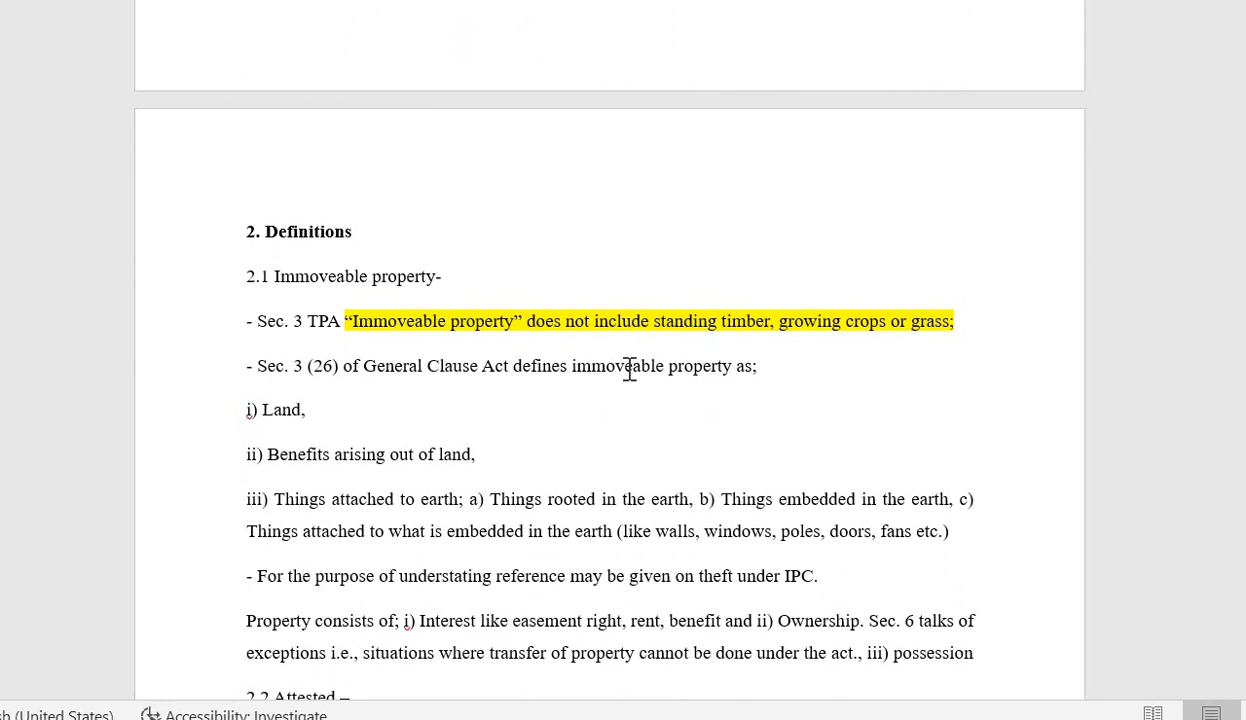 2. Definitions
2.1 Immoveable property-
- Sec. 3 TPA “Immoveable property” does not include standing timber, growing crops or grass;
- Sec. 3 (26) of General Clause Act defines immoveable property as;
i) Land,
ii) Benefits arising out of land,
iii) Things attached to earth; a) Things rooted in the earth, b) Things embedded in the earth, c)
Things attached to what is embedded in the earth (like walls, windows, poles, doors, fans etc.)
- For the purpose of understating reference may be given on theft under IPC.
Property consists of; i) Interest like easement right, rent, benefit and ii) Ownership. Sec. 6 talks of
exceptions i.e., situations where transfer of property cannot be done under the act., iii) possession
2.2 Attested –
sh (United States) Accessibility: Investigate